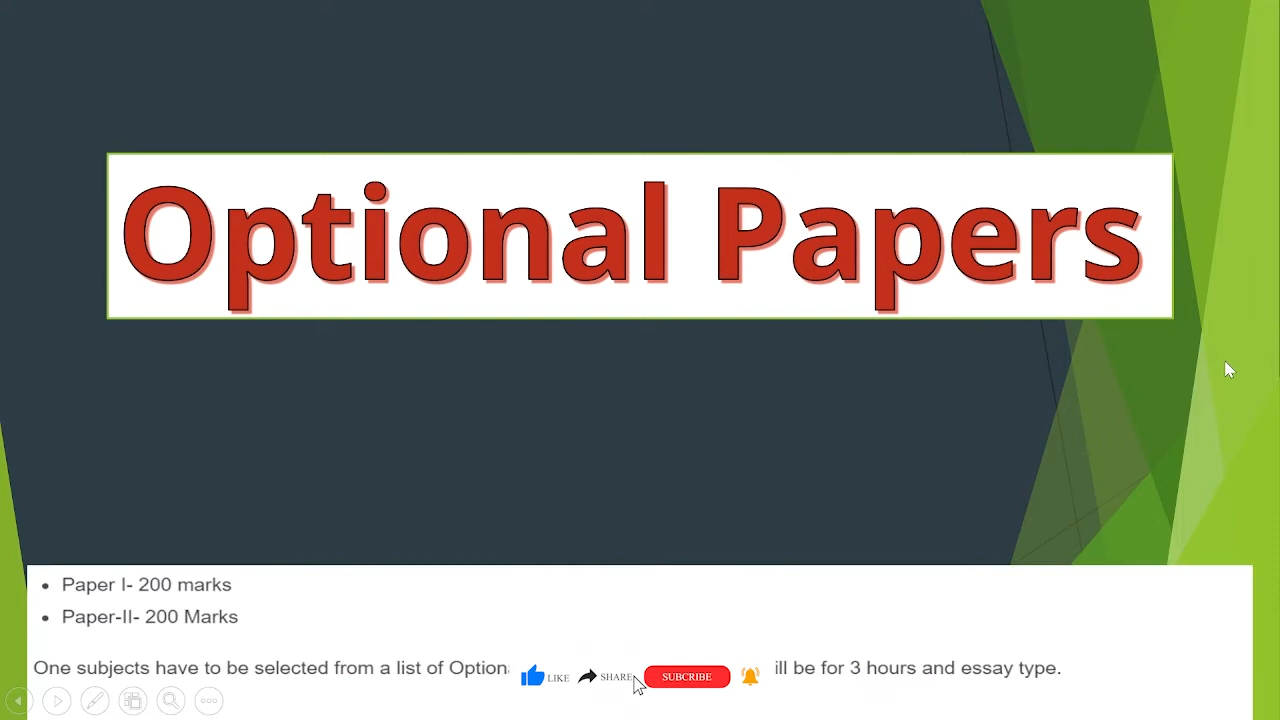 Optional Papers
• Paper I- 200 marks
• Paper-II- 200 Marks
One subjects have to be selected from a list of Option ill be for 3 hours and essay type.
LIKE SHARE SUBCRIBE